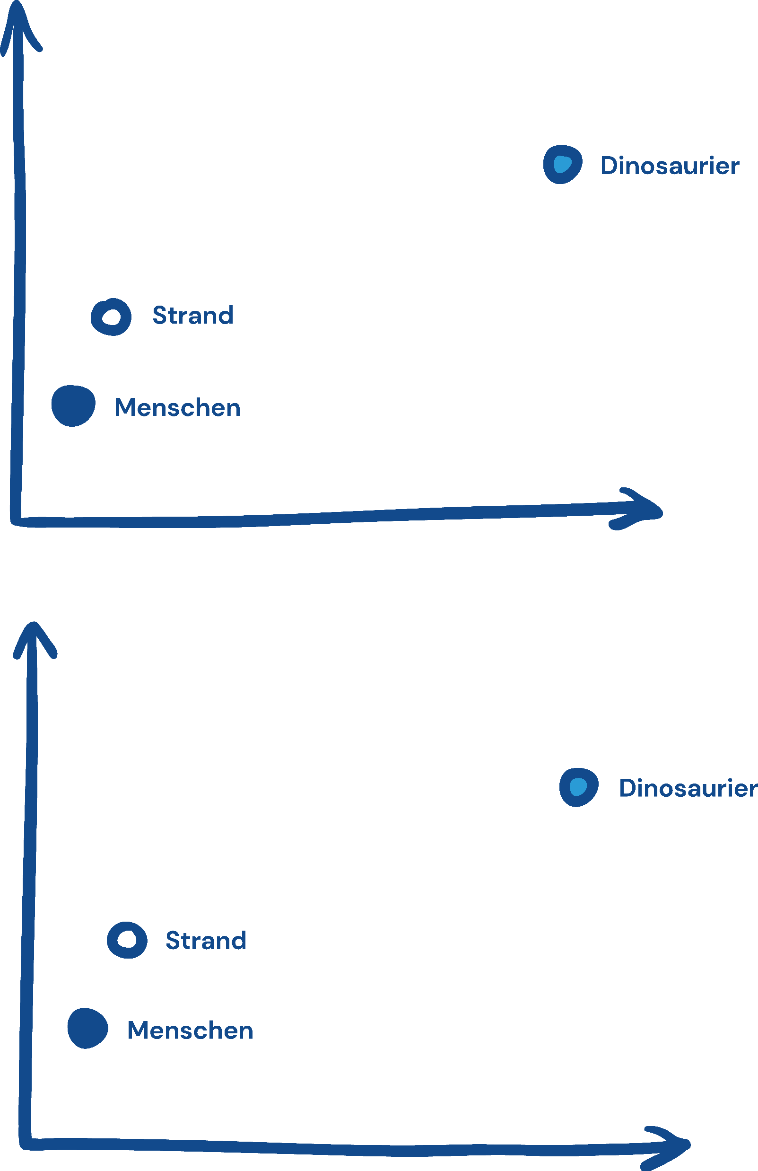 Dinosaurier
Strand
Menschen
Dinosaurier
Strand
Menschen